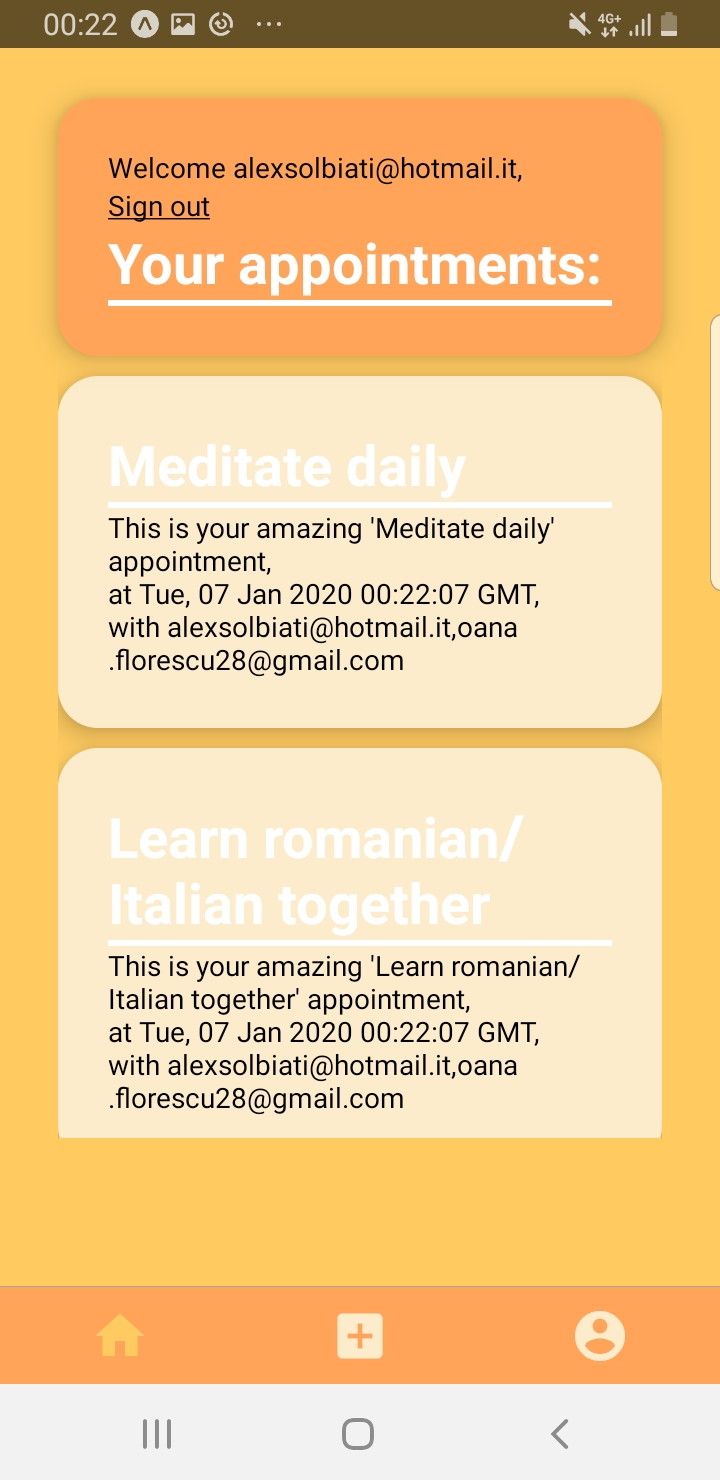 00:22
4G+
Welcome alexsolbiati@hotmail.it,
Sign out
Your appointments:
Meditate daily
This is your amazing 'Meditate daily'
appointment,
at Tue, 07 Jan 2020 00:22:07 GMT,
with alexsolbiati@hotmail.it,oana
.florescu28@gmail.com
Learn romanian/
Italian together
This is your amazing 'Learn romanian/
Italian together' appointment,
at Tue, 07 Jan 2020 00:22:07 GMT,
with alexsolbiati@hotmail.it,oana
.florescu28@gmail.com